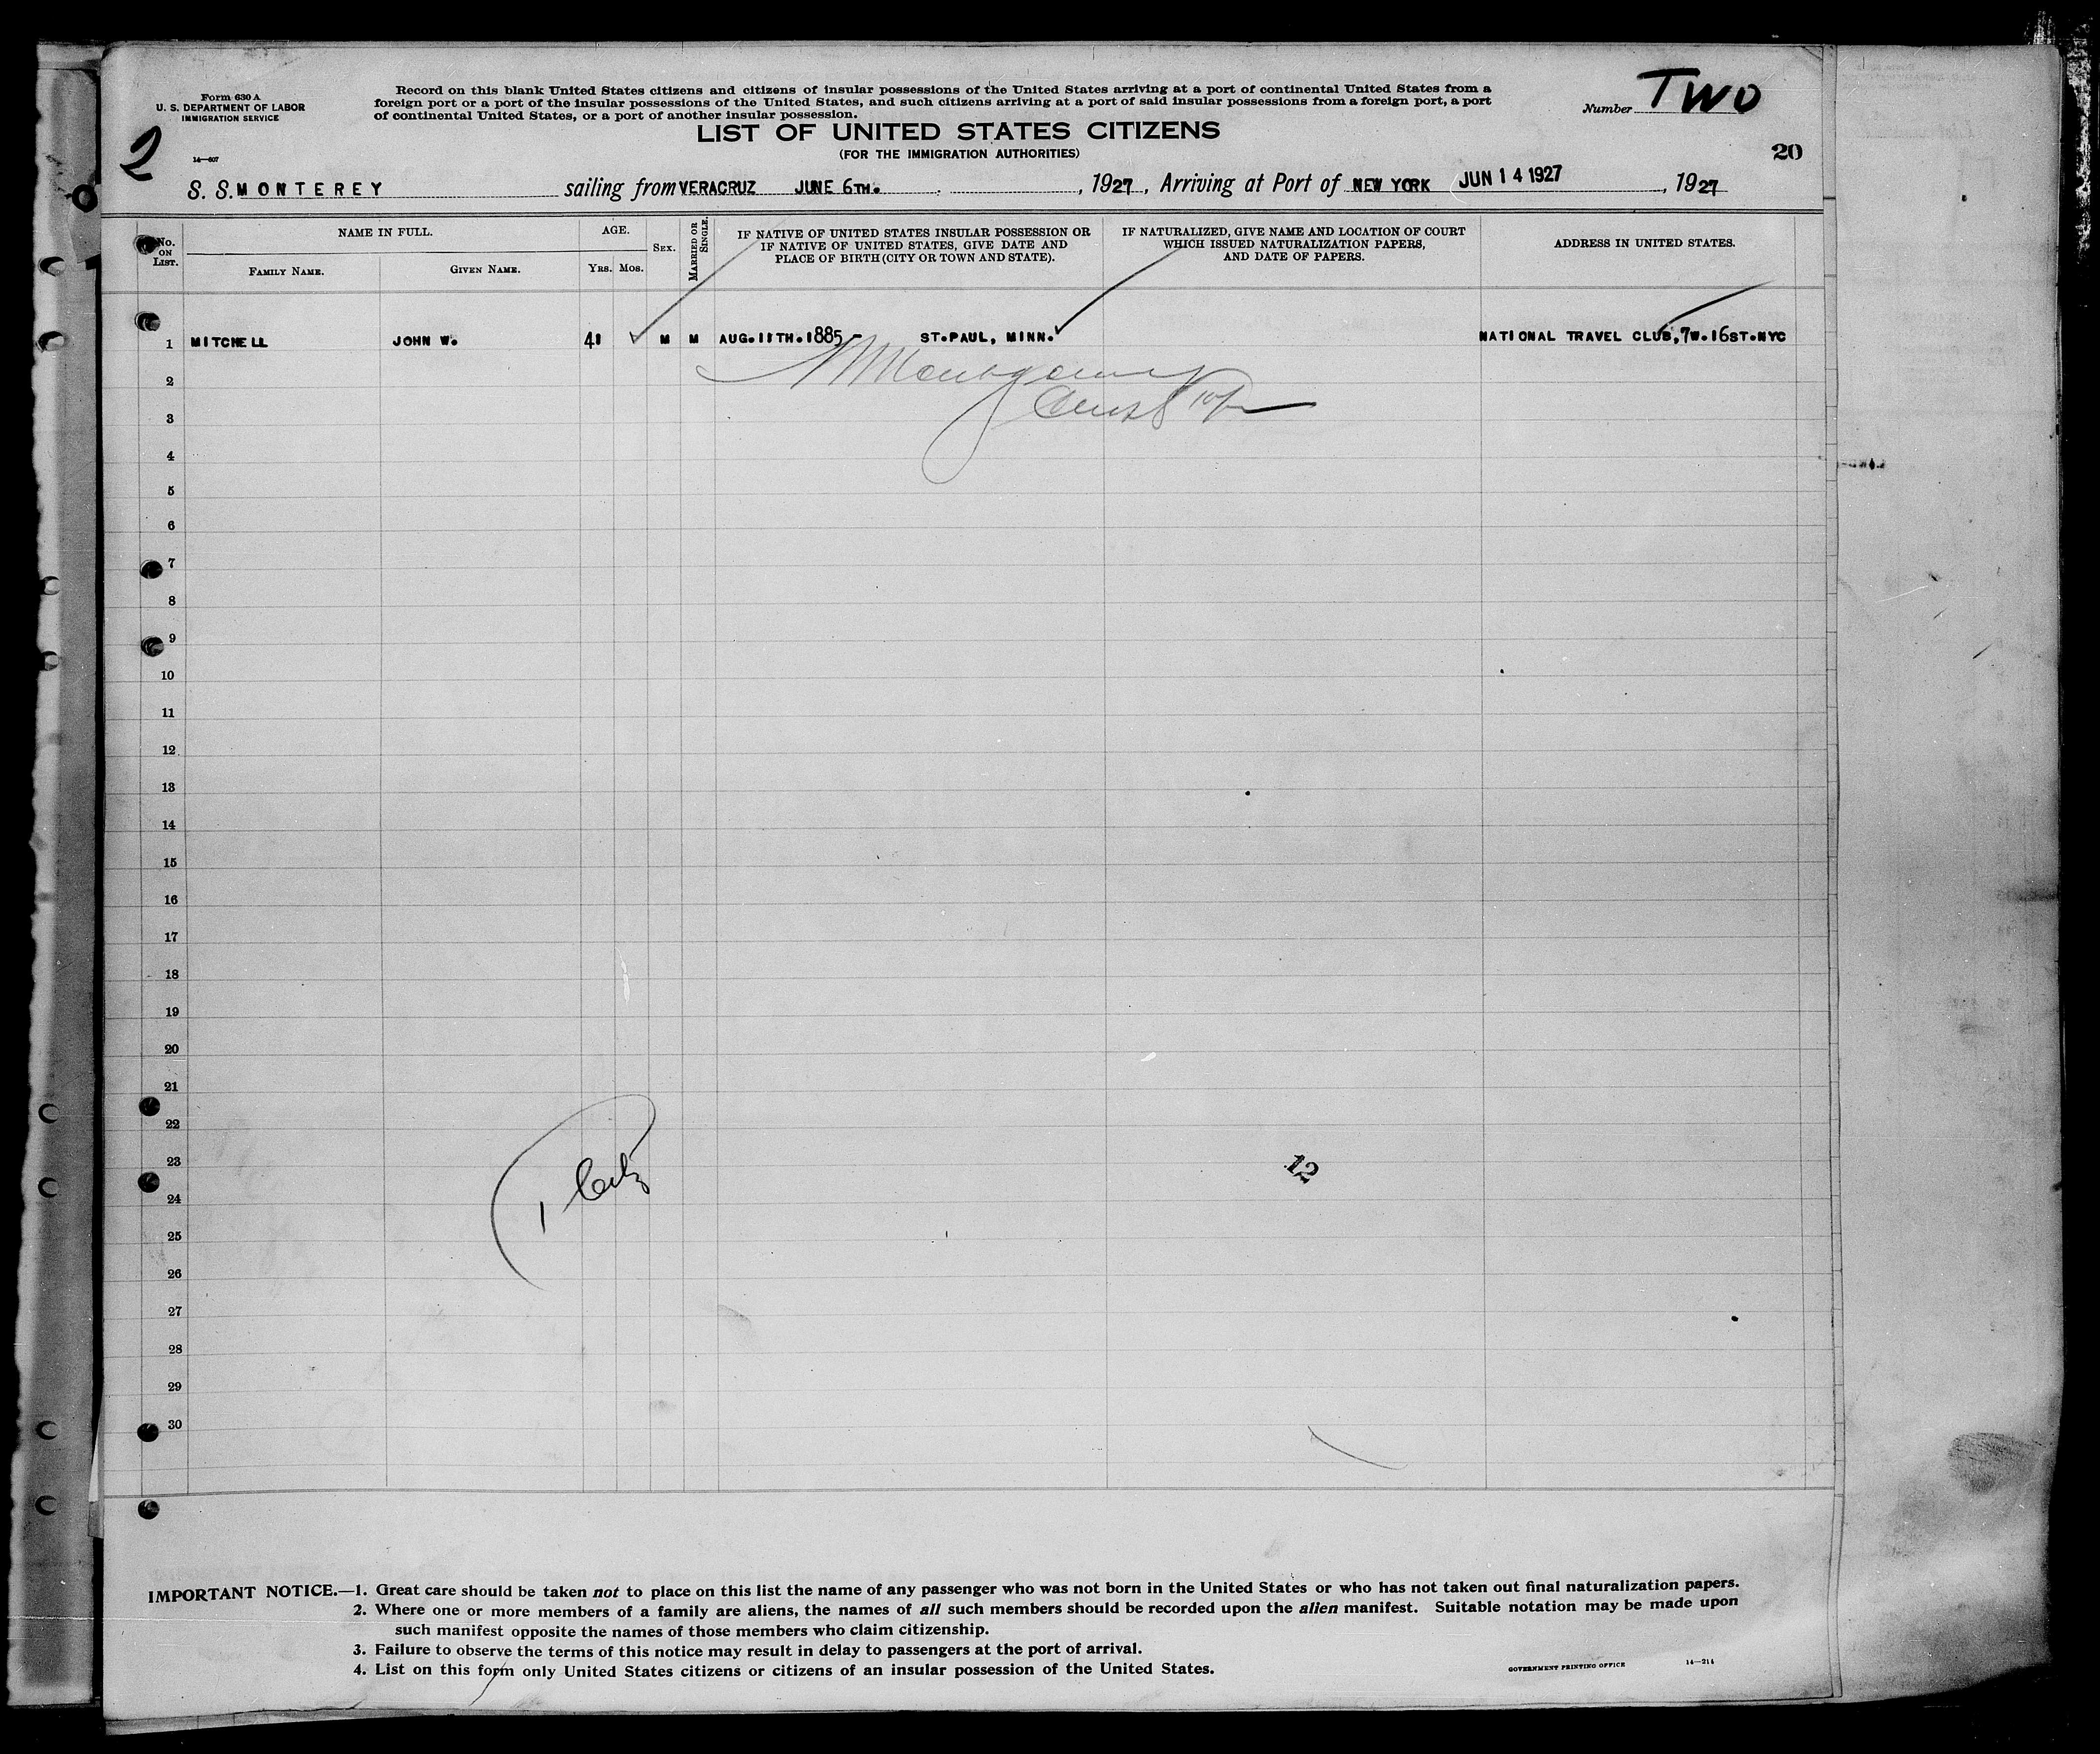 Form 630 A
U. S. DEPARTMENT OF LABOR
IMMIGRATION SERVICE
14—607
2
Record on this blank United States citizens and citizens of insular possessions of the United States arriving at a port of continental United States from a
foreign port or a port of the insular possessions of the United States, and such citizens arriving at a port of said insular possessions from a foreign port, a port
of continental United States, or a port of another insular possession.
Number TWO
LIST OF UNITED STATES CITIZENS
(FOR THE IMMIGRATION AUTHORITIES)
20
S. S. MONTEREY sailing from VERACRUZ JUNE 6TH. , 1927 , Arriving at Port of NEW YORK JUN 14 1927 , 1927
No. ON LIST.
NAME IN FULL.
FAMILY NAME.
GIVEN NAME.
AGE.
YRS. MOS.
SEX.
MARRIED OR SINGLE.
IF NATIVE OF UNITED STATES INSULAR POSSESSION OR
IF NATIVE OF UNITED STATES, GIVE DATE AND
PLACE OF BIRTH (CITY OR TOWN AND STATE).
IF NATURALIZED, GIVE NAME AND LOCATION OF COURT
WHICH ISSUED NATURALIZATION PAPERS,
AND DATE OF PAPERS.
ADDRESS IN UNITED STATES.
1 MITCHELL JOHN W. 41 M M AUG.11TH.1885- ST.PAUL, MINN. NATIONAL TRAVEL CLUB,7W.16ST.NYC
2
3
4
5
6
7
8
9
10
11
12
13
14
15
16
17
18
19
20
21
22
23
24
25
26
27
28
29
30
1
12
IMPORTANT NOTICE.—1. Great care should be taken not to place on this list the name of any passenger who was not born in the United States or who has not taken out final naturalization papers.
2. Where one or more members of a family are aliens, the names of all such members should be recorded upon the alien manifest. Suitable notation may be made upon
such manifest opposite the names of those members who claim citizenship.
3. Failure to observe the terms of this notice may result in delay to passengers at the port of arrival.
4. List on this form only United States citizens or citizens of an insular possession of the United States.
GOVERNMENT PRINTING OFFICE
14—214